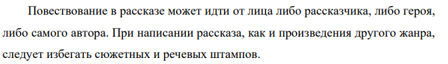 Повествование в рассказе может идти от лица либо рассказчика, либо героя,
либо самого автора. При написании рассказа, как и произведения другого жанра,
следует избегать сюжетных и речевых штампов.